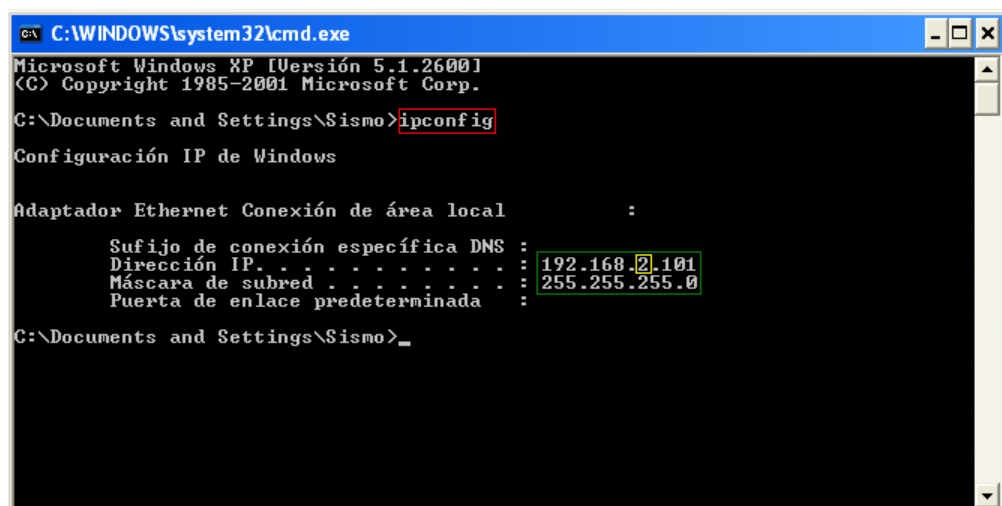 C:\WINDOWS\system32\cmd.exe
Microsoft Windows XP [Versión 5.1.2600]
(C) Copyright 1985-2001 Microsoft Corp.
C:\Documents and Settings\Sismo>ipconfig
Configuración IP de Windows
Adaptador Ethernet Conexión de área local          :
Sufijo de conexión específica DNS :
Dirección IP. . . . . . . . . . . : 192.168.2.101
Máscara de subred . . . . . . . . : 255.255.255.0
Puerta de enlace predeterminada   :
C:\Documents and Settings\Sismo>_